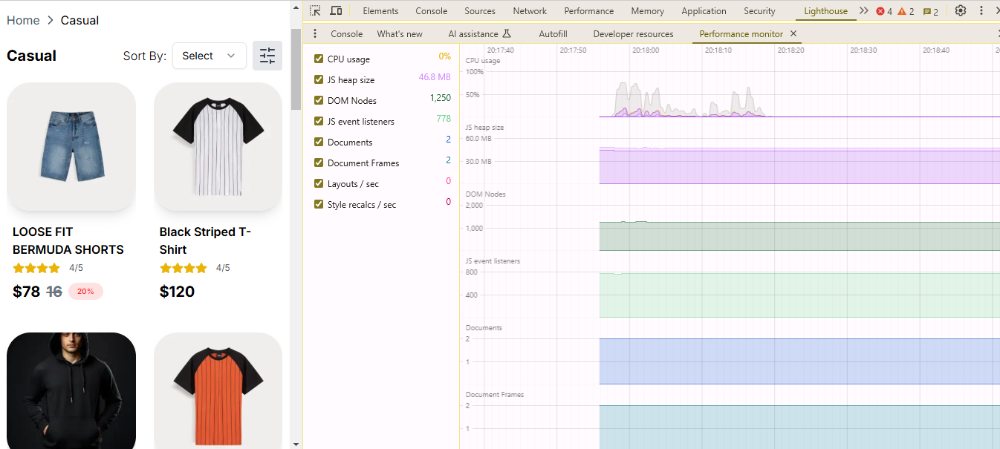 Home > Casual
Casual
Sort By: Select
LOOSE FIT
BERMUDA SHORTS
4/5
$78 16 20%
Black Striped T-
Shirt
4/5
$120
Elements Console Sources Network Performance Memory Application Security Lighthouse 4 2 2
Console What's new AI assistance Autofill Developer resources Performance monitor
CPU usage 0%
JS heap size 46.8 MB
DOM Nodes 1,250
JS event listeners 778
Documents 2
Document Frames 2
Layouts / sec 0
Style recalcs / sec 0
20:17:40 20:17:50 20:18:00 20:18:10 20:18:20 20:18:30 20:18:40
CPU usage
100%
50%
JS heap size
60.0 MB
30.0 MB
DOM Nodes
2,000
1,000
JS event listeners
800
400
Documents
2
1
Document Frames
2
1